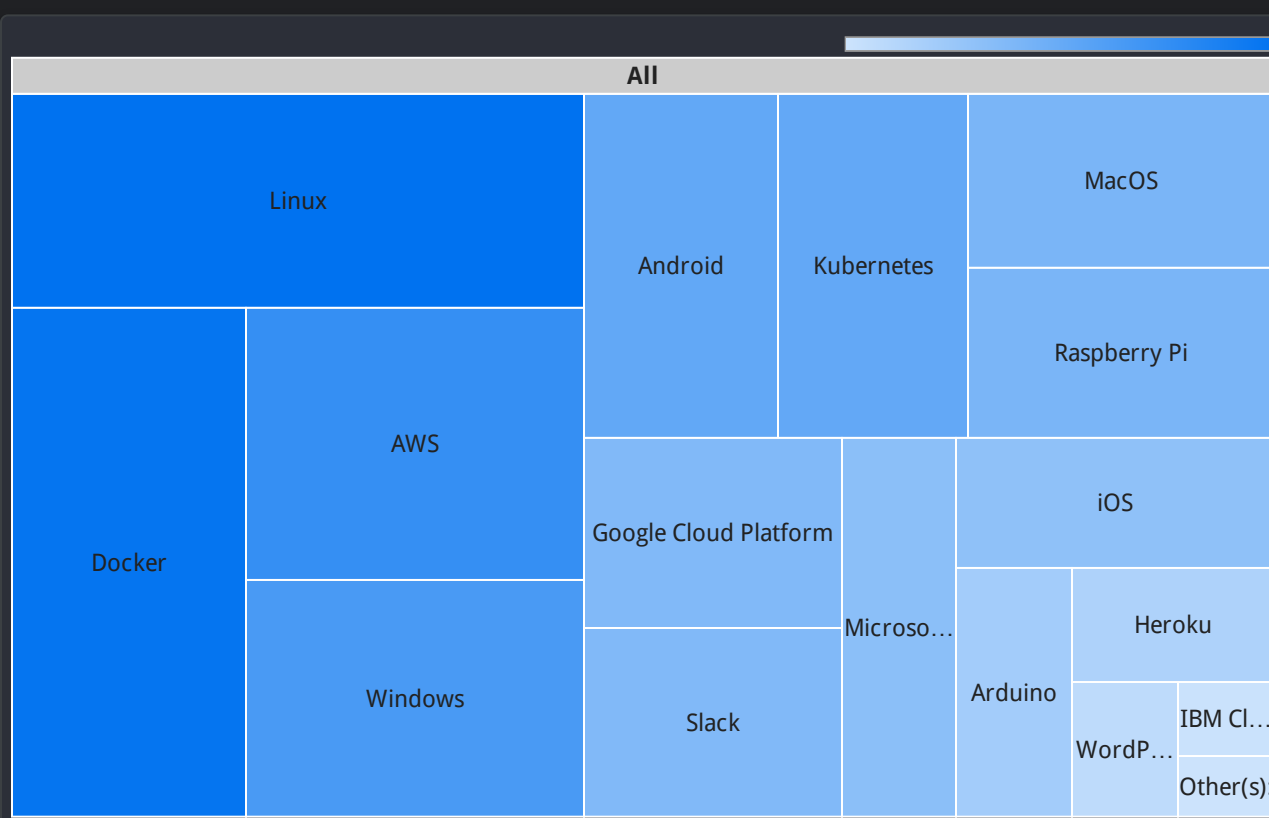 All
Linux
Android
Kubernetes
MacOS
Raspberry Pi
Docker
AWS
Windows
Google Cloud Platform
Slack
Microso…
iOS
Arduino
Heroku
WordP…
IBM Cl…
Other(s):